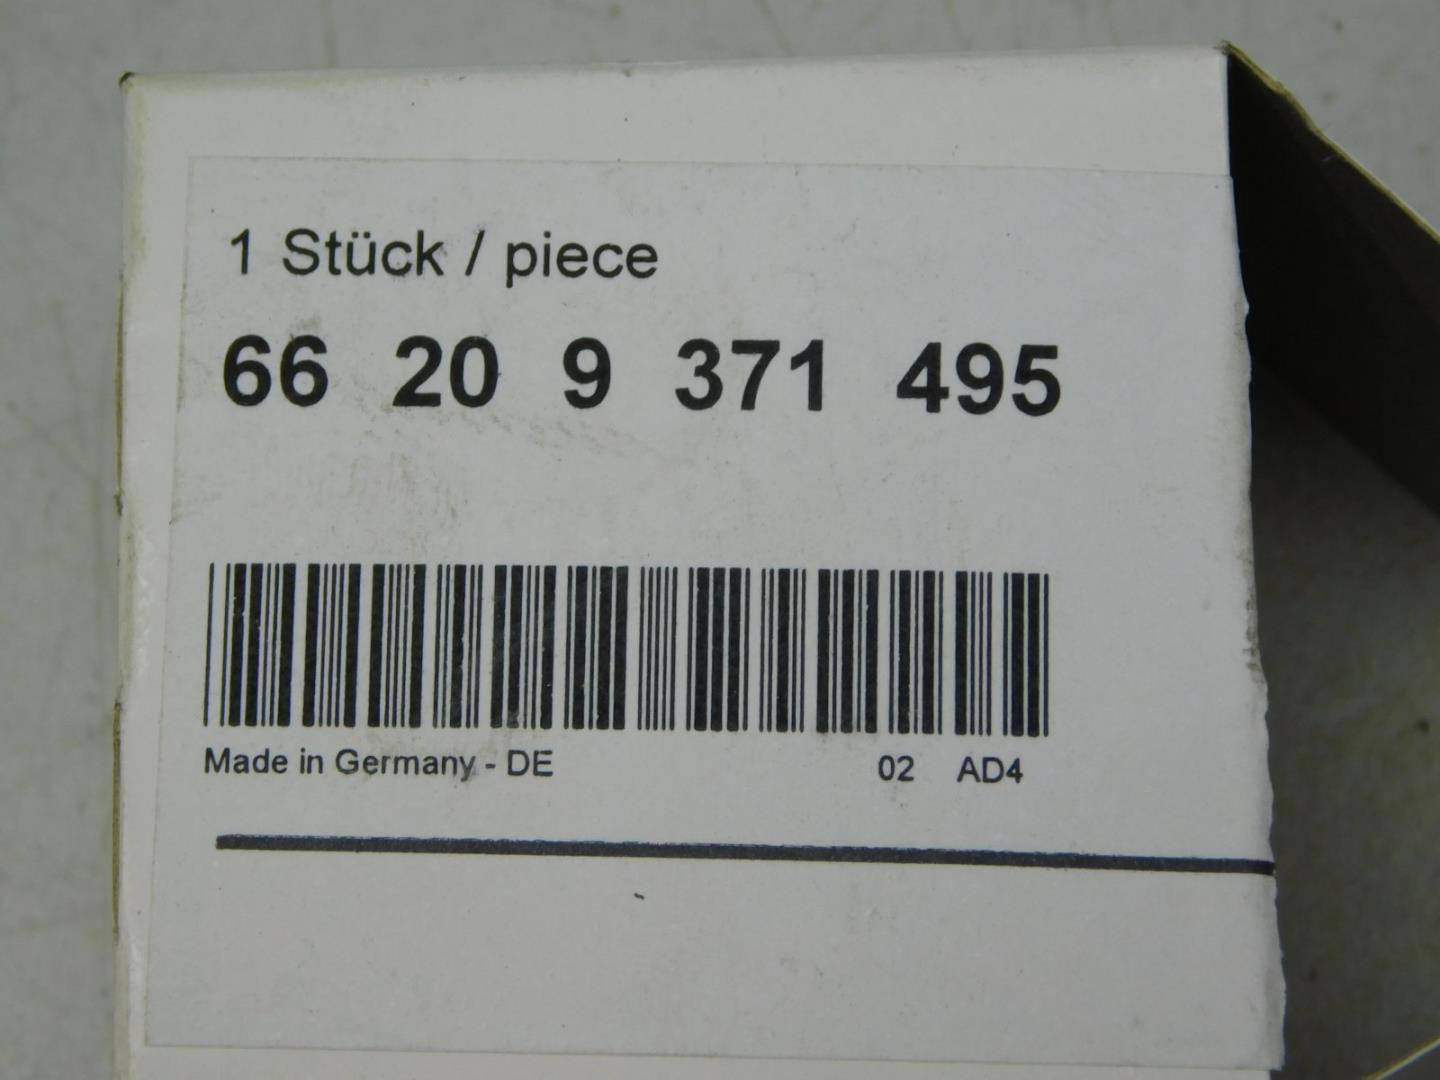 1 Stück / piece
66 20 9 371 495
Made in Germany - DE 02 AD4